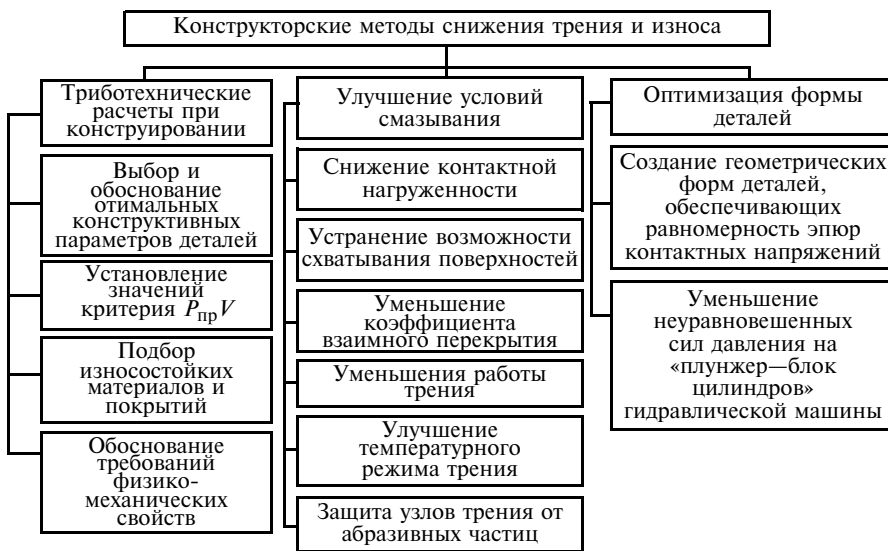 Конструкторские методы снижения трения и износа
Триботехнические
расчеты при
конструировании
Выбор и
обоснование
отимальных
конструктивных
параметров деталей
Установление
значений
критерия PпрV
Подбор
износостойких
материалов и
покрытий
Обоснование
требований
физико-
механических
свойств
Улучшение условий
смазывания
Снижение контактной
нагруженности
Устранение возможности
схватывания поверхностей
Уменьшение
коэффициента
взаимного перекрытия
Уменьшения работы
трения
Улучшение
температурного
режима трения
Защита узлов трения от
абразивных частиц
Оптимизация формы
деталей
Создание геометрических
форм деталей,
обеспечивающих
равномерность эпюр
контактных напряжений
Уменьшение
неуравновешенных
сил давления на
«плунжер—блок
цилиндров»
гидравлической машины